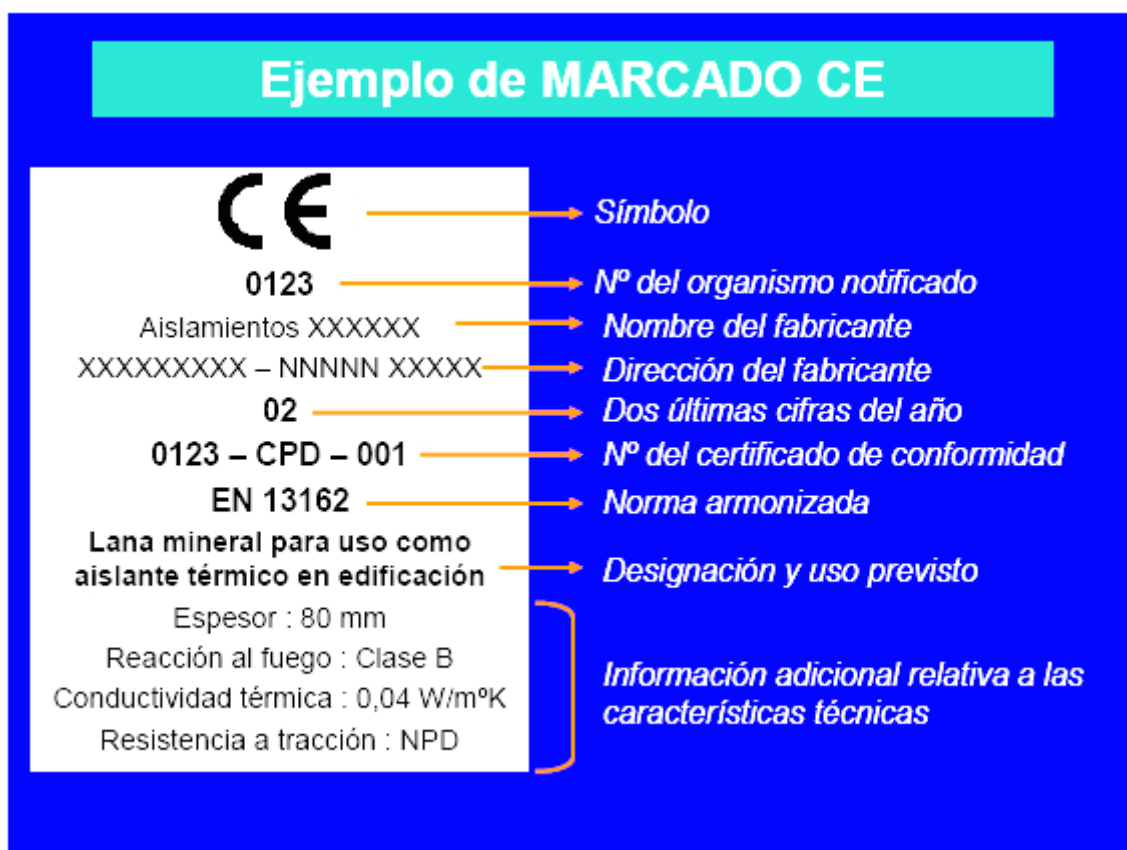 Ejemplo de MARCADO CE
CE
Símbolo
0123
Nº del organismo notificado
Aislamientos XXXXXX
Nombre del fabricante
XXXXXXXXX – NNNNN XXXXX
Dirección del fabricante
02
Dos últimas cifras del año
0123 – CPD – 001
Nº del certificado de conformidad
EN 13162
Norma armonizada
Lana mineral para uso como
aislante térmico en edificación
Designación y uso previsto
Espesor : 80 mm
Reacción al fuego : Clase B
Conductividad térmica : 0,04 W/mºK
Resistencia a tracción : NPD
Información adicional relativa a las
características técnicas